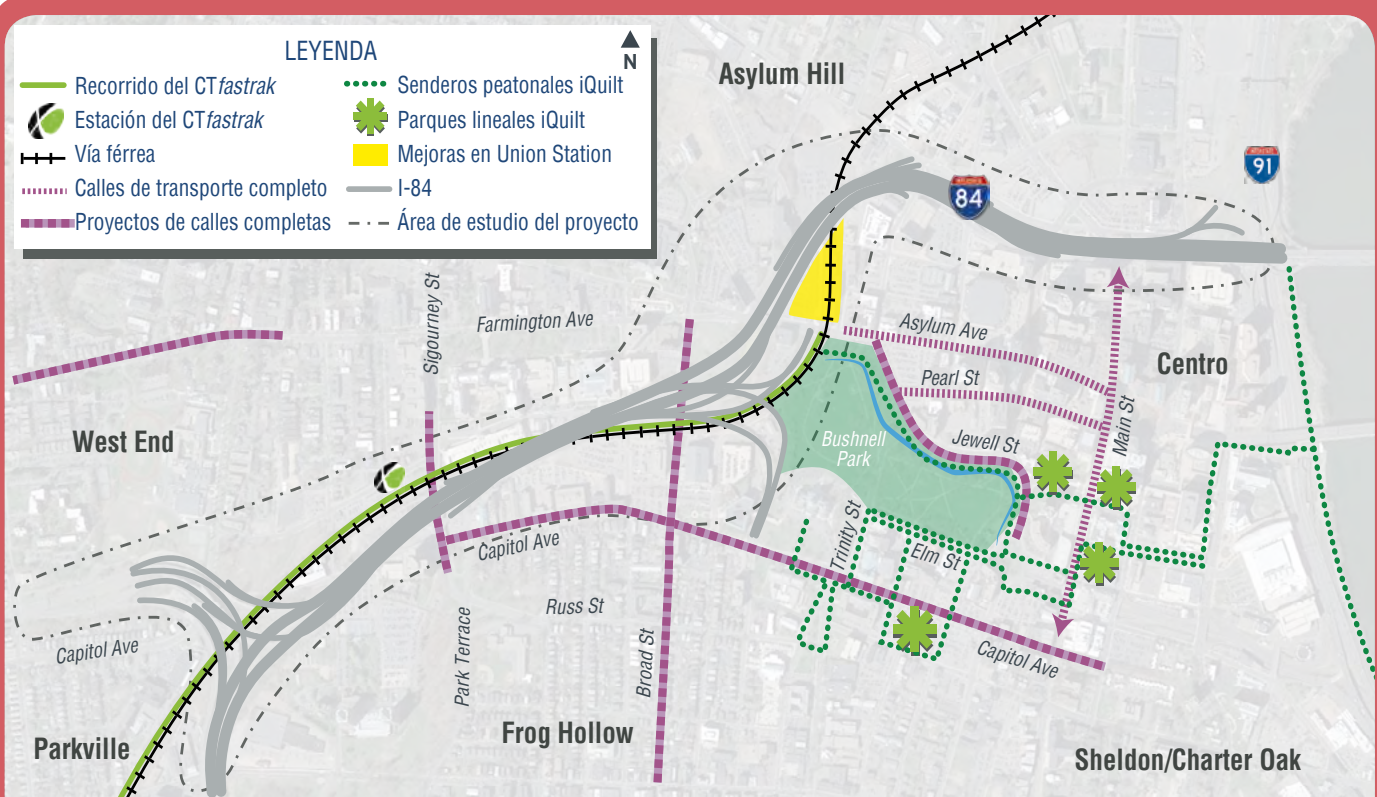 LEYENDA
N
Recorrido del CTfastrak
Estación del CTfastrak
Vía férrea
Calles de transporte completo
Proyectos de calles completas
Senderos peatonales iQuilt
Parques lineales iQuilt
Mejoras en Union Station
I-84
Área de estudio del proyecto
Asylum Hill
91
84
Sigourney St
Farmington Ave
Asylum Ave
Centro
Pearl St
Main St
West End
Jewell St
Bushnell
Park
Capitol Ave
Trinity St
Elm St
Russ St
Capitol Ave
Park Terrace
Broad St
Capitol Ave
Frog Hollow
Parkville
Sheldon/Charter Oak